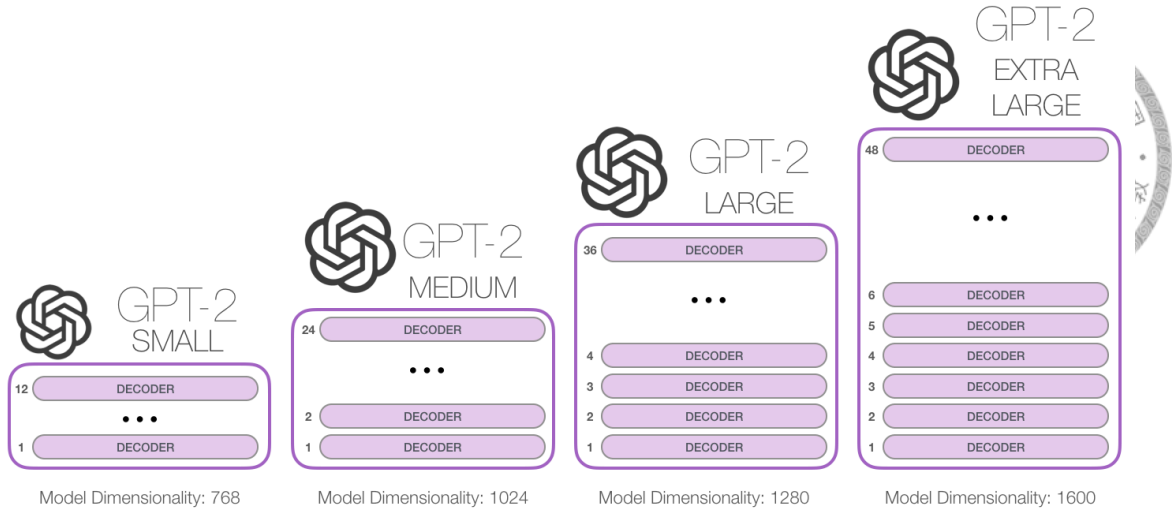 GPT-2
SMALL
12 DECODER
...
1 DECODER
Model Dimensionality: 768
GPT-2
MEDIUM
24 DECODER
...
2 DECODER
1 DECODER
Model Dimensionality: 1024
GPT-2
LARGE
36 DECODER
...
4 DECODER
3 DECODER
2 DECODER
1 DECODER
Model Dimensionality: 1280
GPT-2
EXTRA
LARGE
48 DECODER
...
6 DECODER
5 DECODER
4 DECODER
3 DECODER
2 DECODER
1 DECODER
Model Dimensionality: 1600